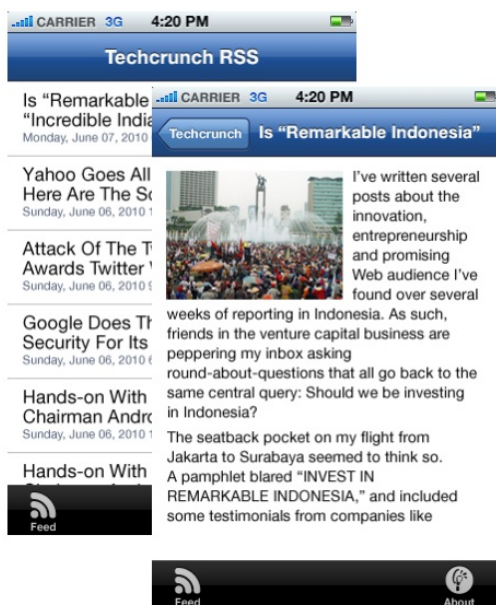 CARRIER 3G 4:20 PM
Techcrunch RSS
Is “Remarkable
“Incredible India
Monday, June 07, 2010
Yahoo Goes All
Here Are The
Sunday, June 06, 2010
Attack Of The
Awards Twitter
Sunday, June 06, 2010
Google Does
Security For Its
Sunday, June 06, 2010
Hands-on With
Chairman
Sunday, June 06, 2010
Hands-on With
Feed
CARRIER 3G 4:20 PM
Techcrunch Is “Remarkable Indonesia”
I’ve written several
posts about the
innovation,
entrepreneurship
and promising
Web audience I’ve
found over several
weeks of reporting in Indonesia. As such,
friends in the venture capital business are
peppering my inbox asking
round-about-questions that all go back to the
same central query: Should we be investing
in Indonesia?
The seatback pocket on my flight from
Jakarta to Surabaya seemed to think so.
A pamphlet blared “INVEST IN
REMARKABLE INDONESIA,” and included
some testimonials from companies like
Feed About